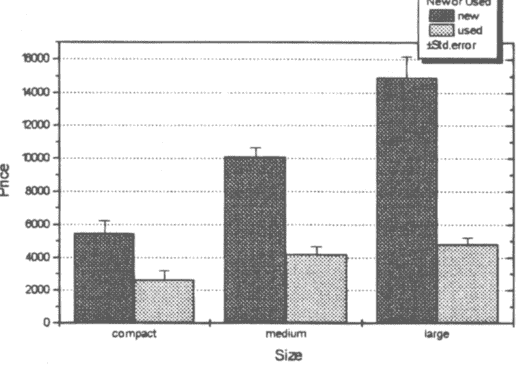 New or Used
new
used
±Std.error
16000
14000
12000
10000
8000
6000
4000
2000
0
Price
compact
medium
large
Size